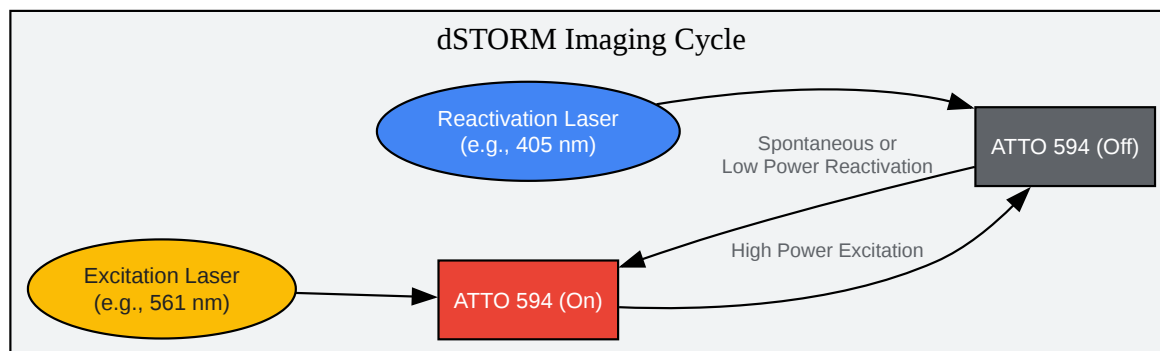 dSTORM Imaging Cycle
Reactivation Laser
(e.g., 405 nm)
ATTO 594 (Off)
Spontaneous or
Low Power Reactivation
High Power Excitation
Excitation Laser
(e.g., 561 nm)
ATTO 594 (On)